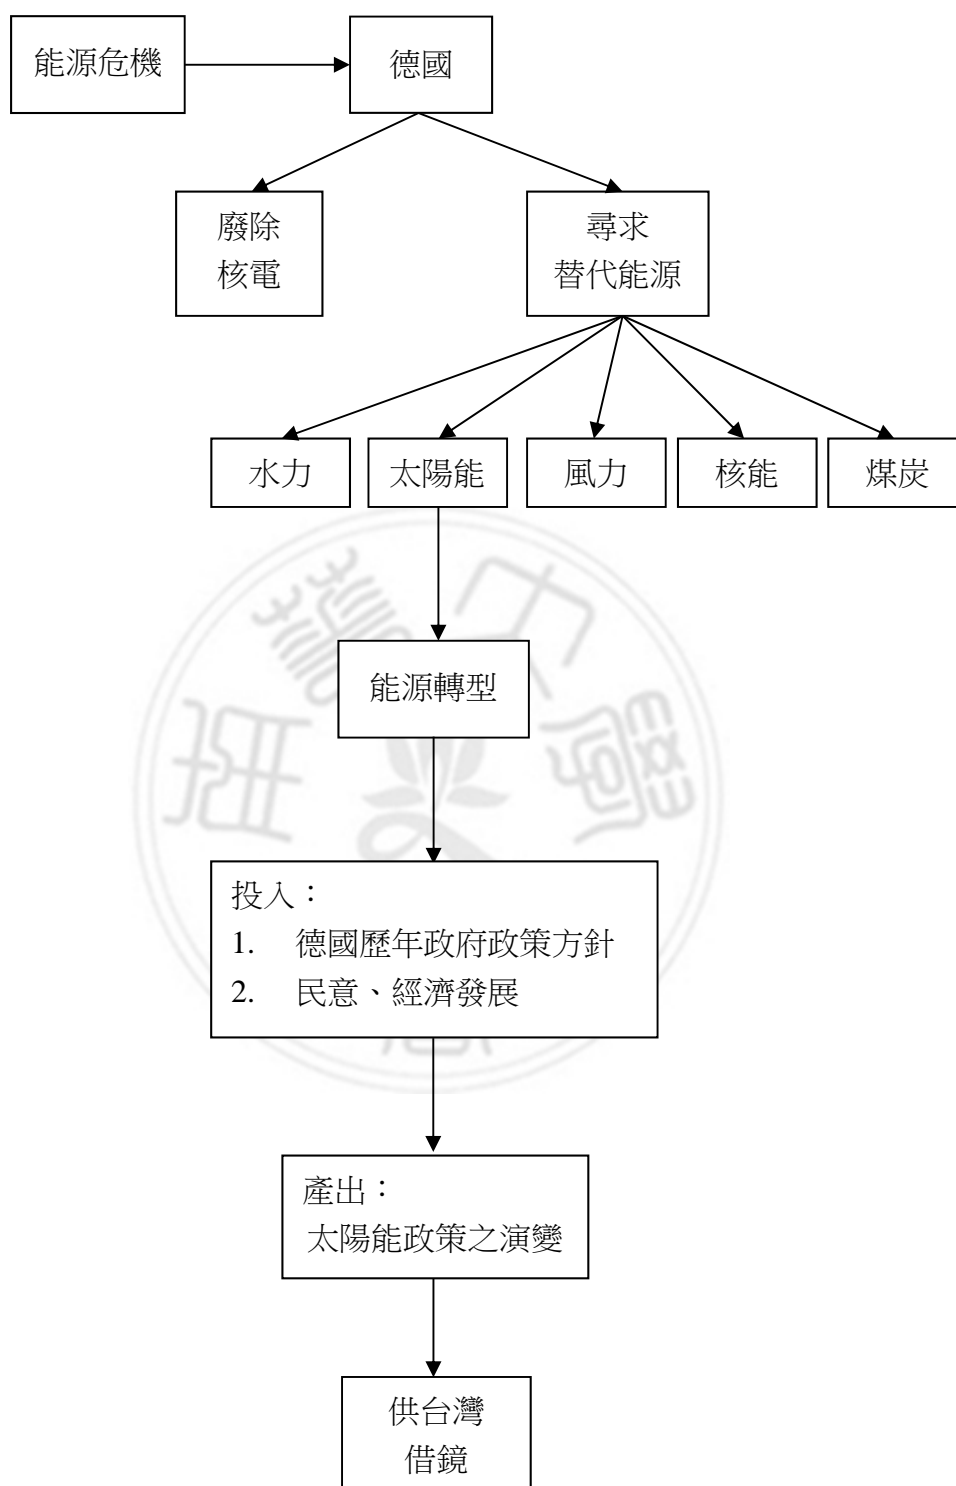 能源危機
德國
廢除
核電
尋求
替代能源
水力
太陽能
風力
核能
煤炭
能源轉型
投入：
1. 德國歷年政府政策方針
2. 民意、經濟發展
產出：
太陽能政策之演變
供台灣
借鏡